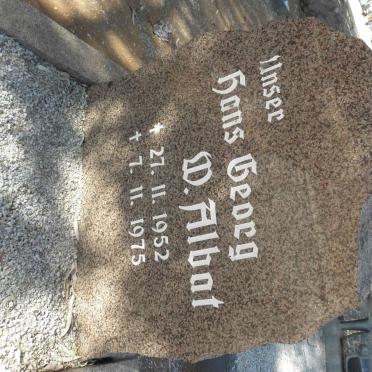 Unser
Hans Georg
W. Albat
* 27. 11. 1952
† 7. 11. 1975